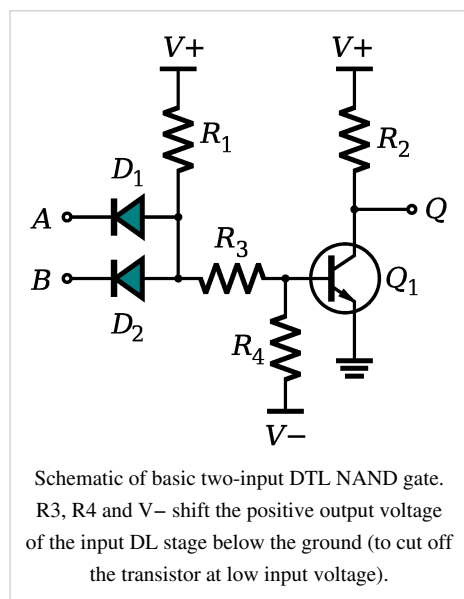 V+ V+
R1 R2
D1
A Q
R3
B Q1
D2
R4
V−
Schematic of basic two-input DTL NAND gate.
R3, R4 and V− shift the positive output voltage
of the input DL stage below the ground (to cut off
the transistor at low input voltage).